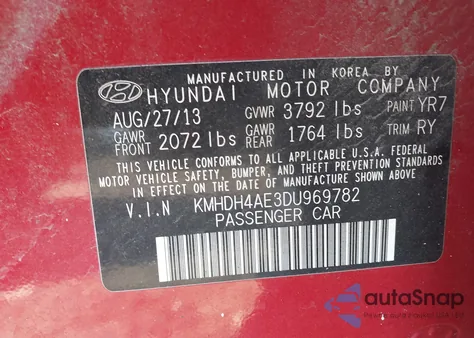 MANUFACTURED IN KOREA BY
HYUNDAI MOTOR COMPANY
AUG/27/13 GVWR 3792 lbs PAINT YR7
GAWR FRONT 2072 lbs GAWR REAR 1764 lbs TRIM RY
THIS VEHICLE CONFORMS TO ALL APPLICABLE U.S.A. FEDERAL
MOTOR VEHICLE SAFETY, BUMPER, AND THEFT PREVENTION STANDARDS
IN EFFECT ON THE DATE OF MANUFACTURE SHOWN ABOVE.
V.I.N KMHDH4AE3DU969782
PASSENGER CAR
autoSnap